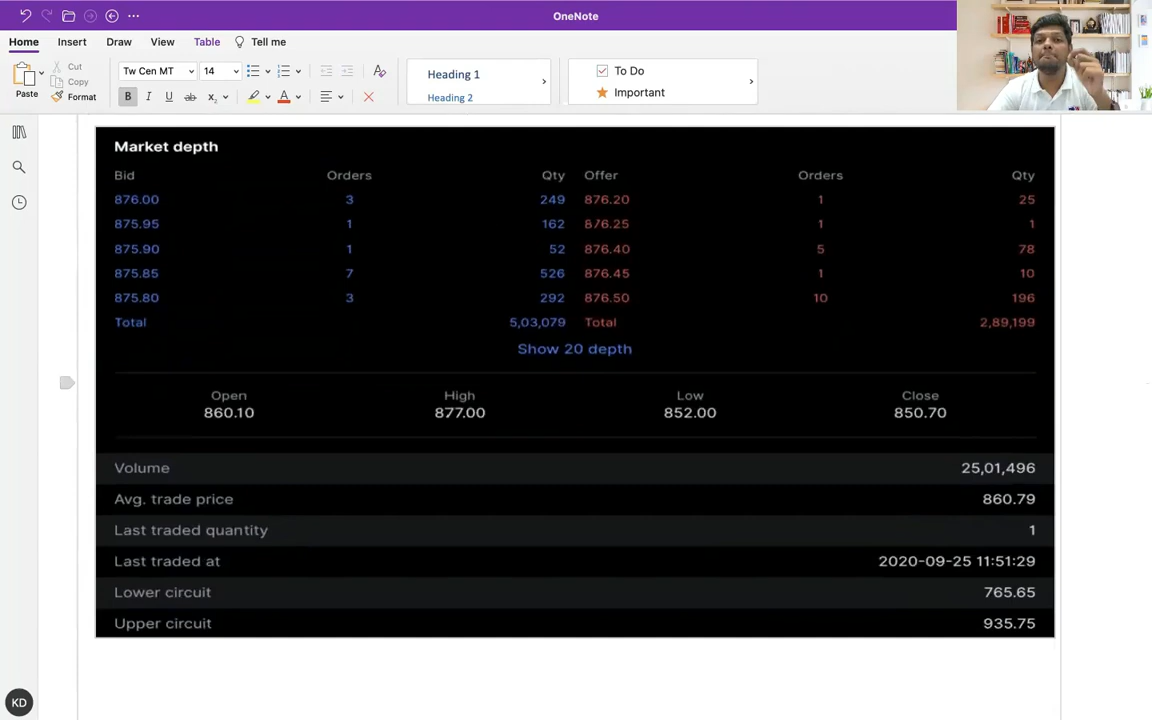 OneNote
Home Insert Draw View Table Tell me
Paste Cut Copy Format
Tw Cen MT 14
B I U ab x₂ A
Heading 1
Heading 2
To Do
Important
Market depth
Bid Orders Qty Offer Orders Qty
876.00 3 249 876.20 1 25
875.95 1 162 876.25 1 1
875.90 1 52 876.40 5 78
875.85 7 526 876.45 1 10
875.80 3 292 876.50 10 196
Total 5,03,079 Total 2,89,199
Show 20 depth
Open High Low Close
860.10 877.00 852.00 850.70
Volume 25,01,496
Avg. trade price 860.79
Last traded quantity 1
Last traded at 2020-09-25 11:51:29
Lower circuit 765.65
Upper circuit 935.75
KD